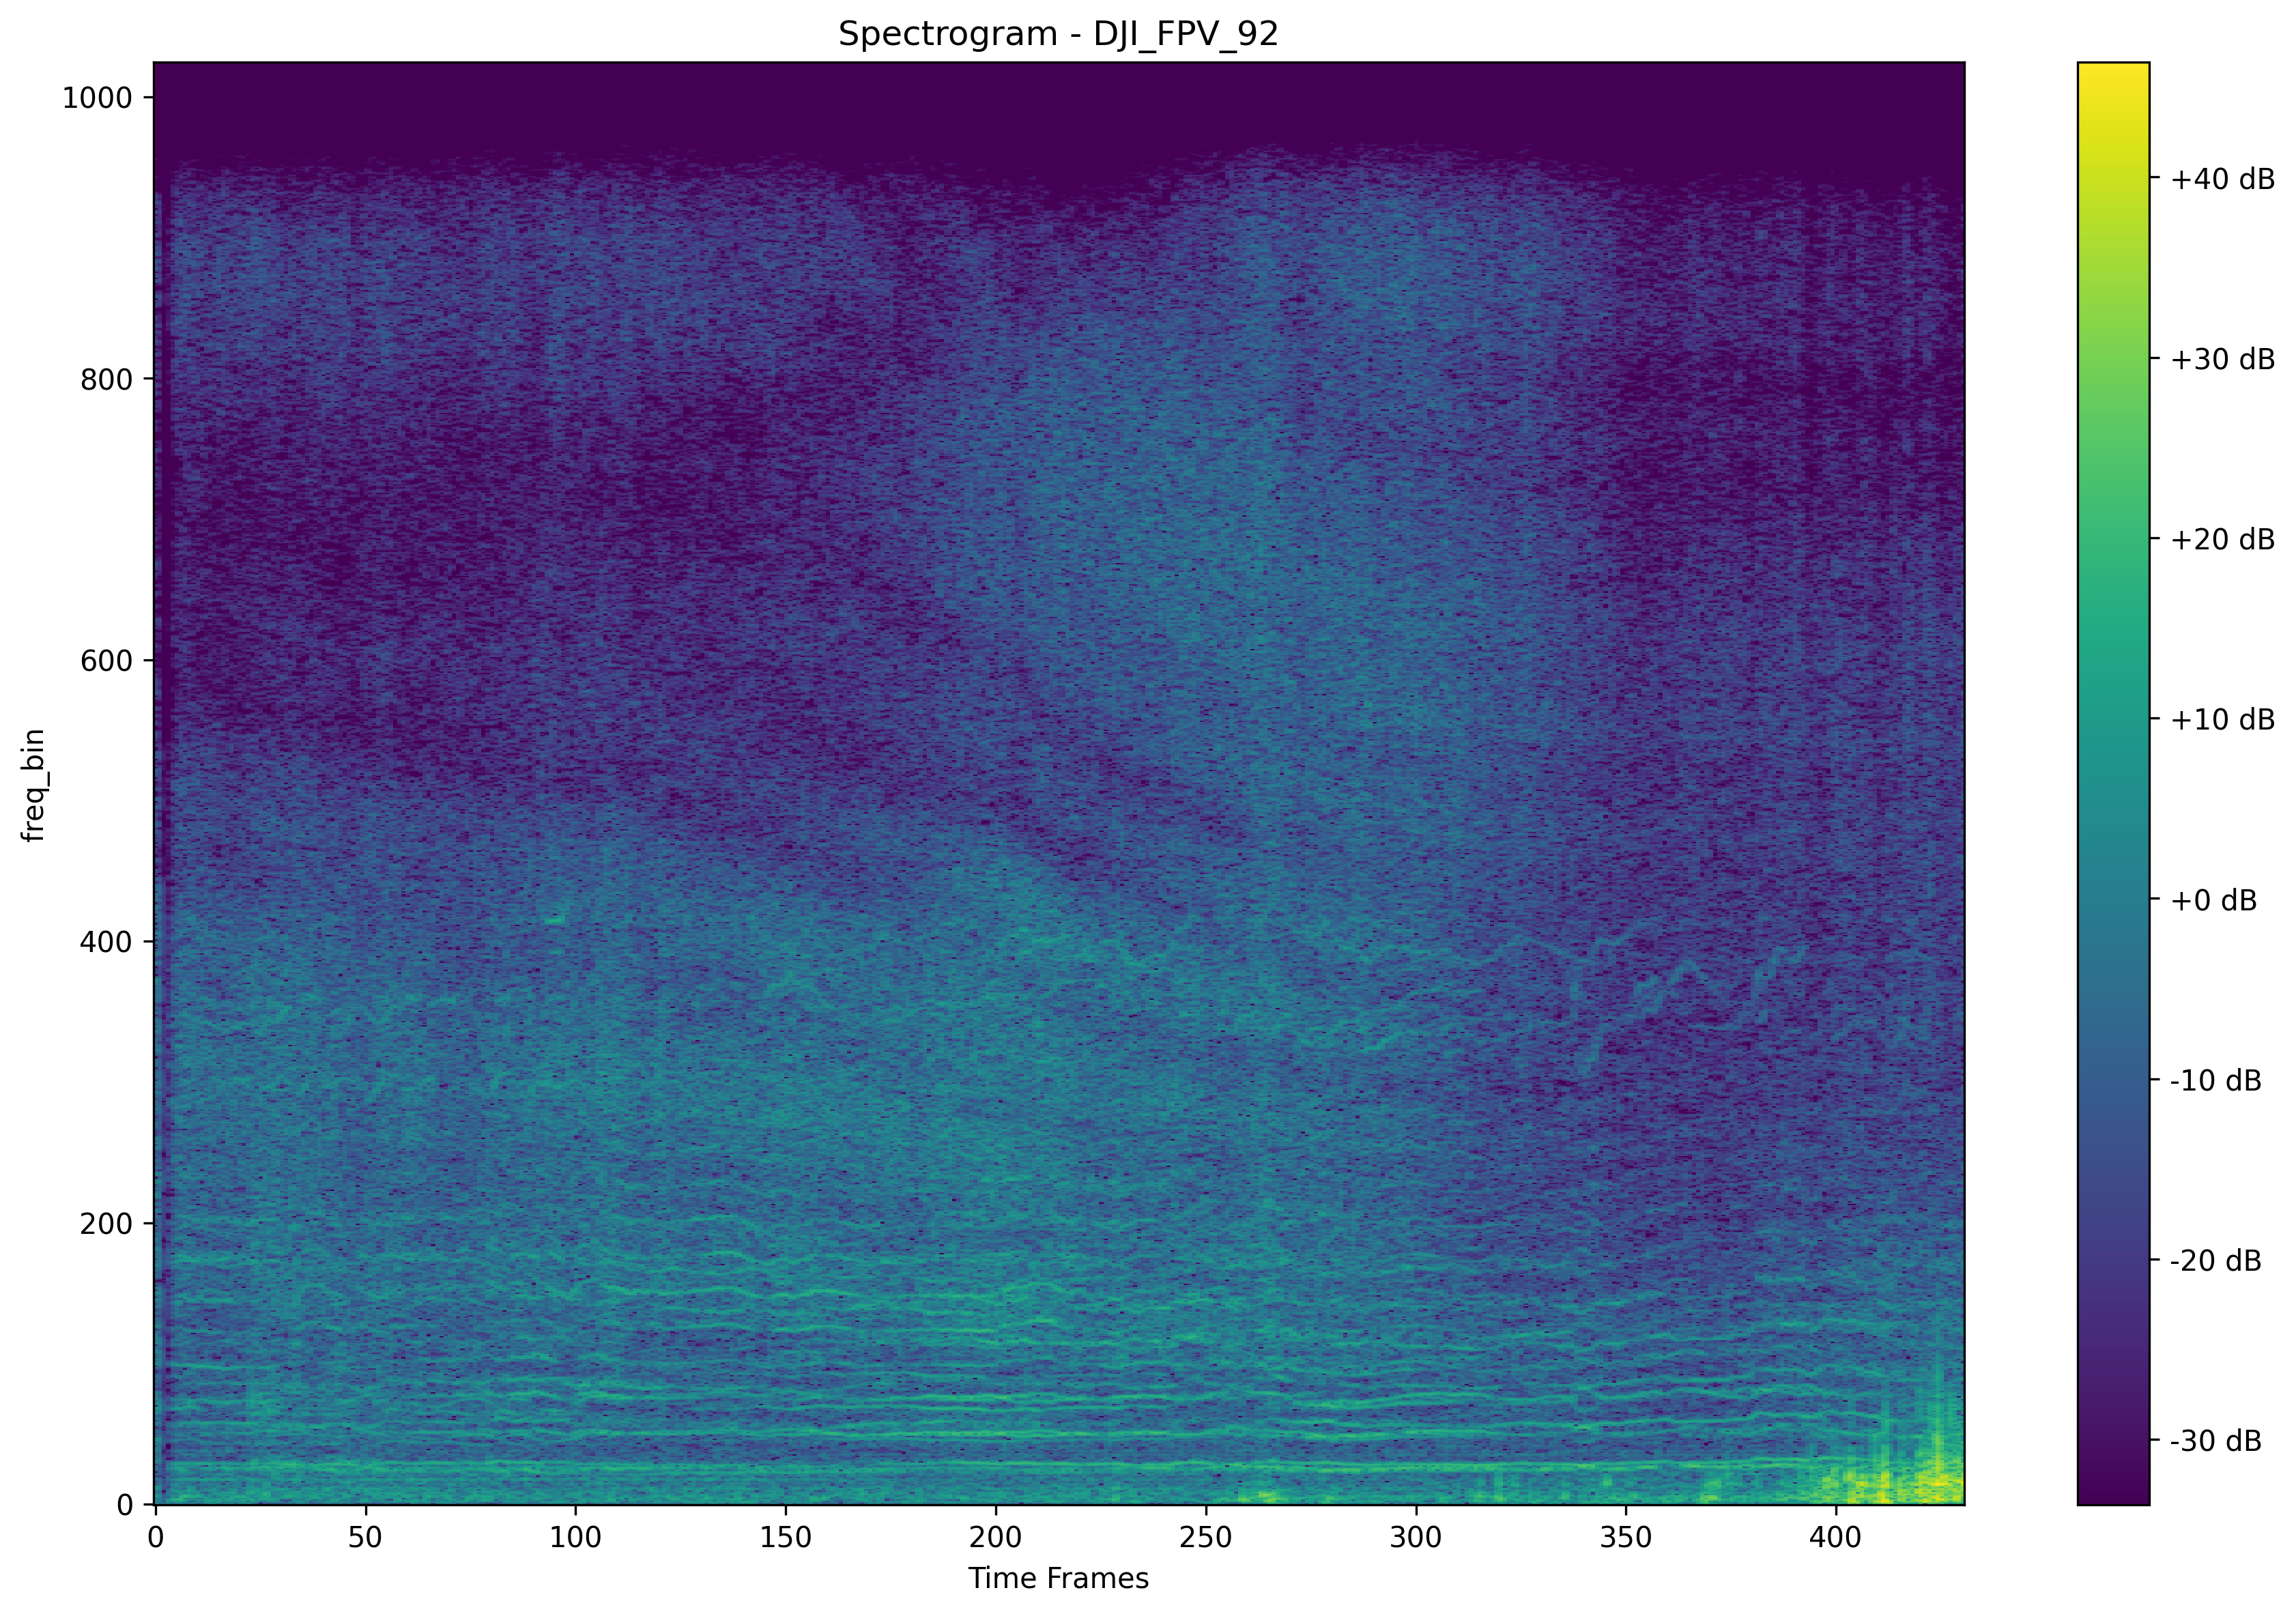 Spectrogram - DJI_FPV_92
1000
800
600
400
200
0
freq_bin
0 50 100 150 200 250 300 350 400
Time Frames
+40 dB
+30 dB
+20 dB
+10 dB
+0 dB
-10 dB
-20 dB
-30 dB